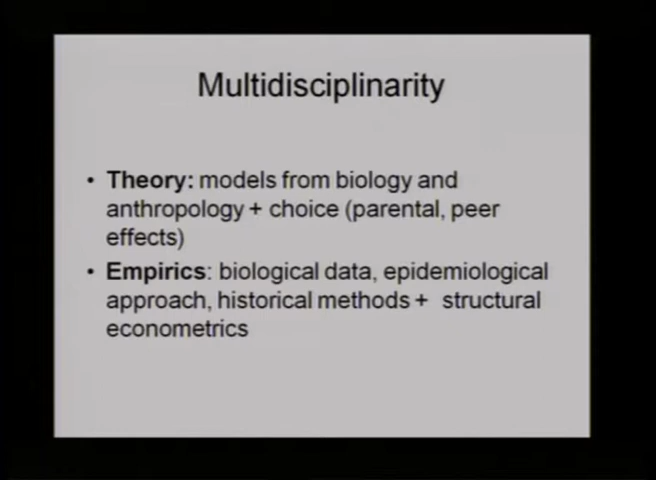 Multidisciplinarity
• Theory: models from biology and
anthropology + choice (parental, peer
effects)
• Empirics: biological data, epidemiological
approach, historical methods + structural
econometrics